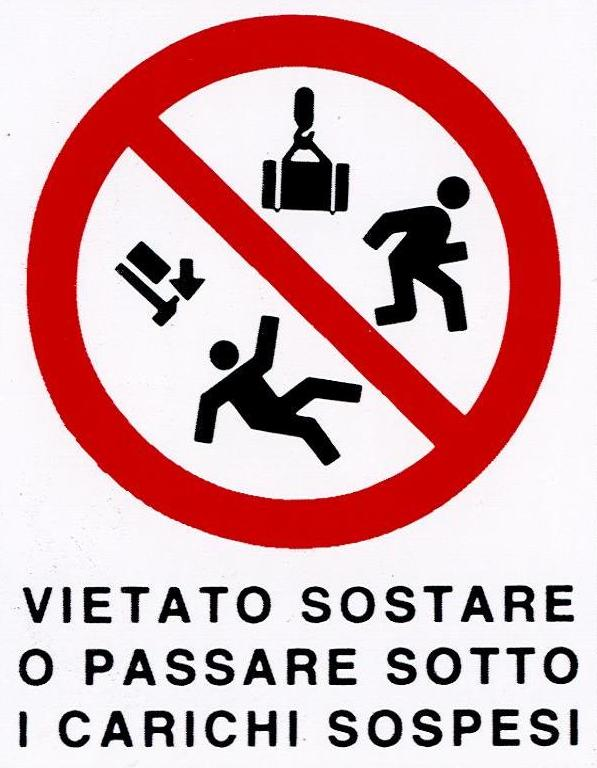 VIETATO SOSTARE
O PASSARE SOTTO
I CARICHI SOSPESI